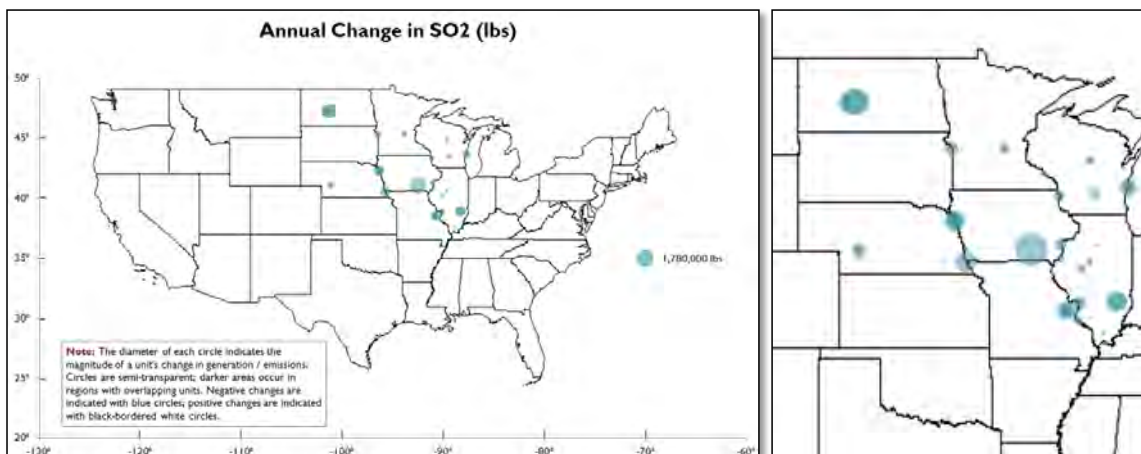 Annual Change in SO2 (lbs)
50°
45°
40°
35°
30°
25°
20°
1,780,000 lbs
Note: The diameter of each circle indicates the
magnitude of a unit's change in generation / emissions.
Circles are semi-transparent; darker areas occur in
regions with overlapping units. Negative changes are
indicated with blue circles; positive changes are indicated
with black-bordered white circles.
-130° -120° -110° -100° -90° -80° -70° -60°